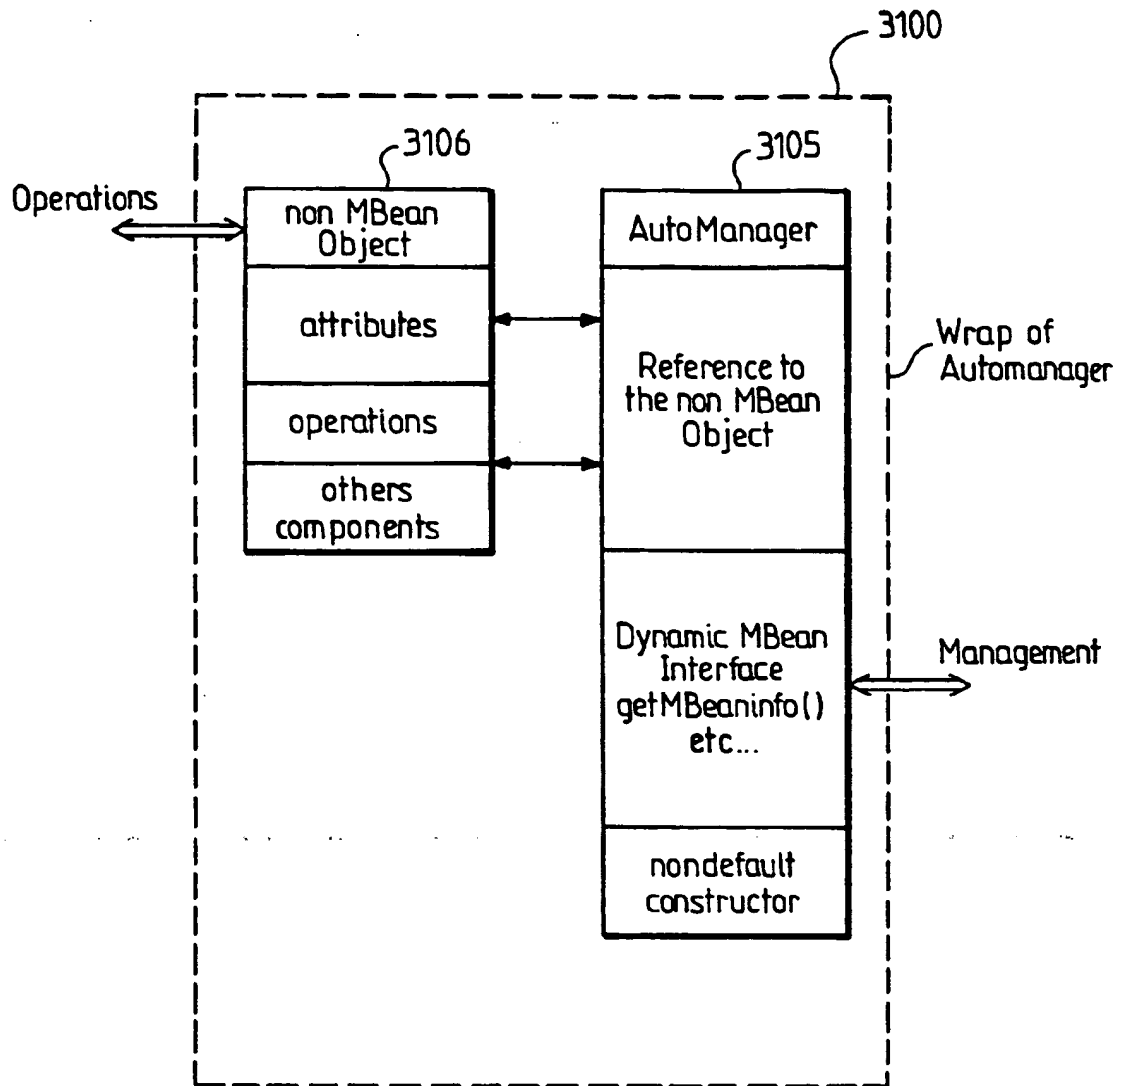 3100
3106
3105
Operations
non MBean
Object
AutoManager
attributes
Wrap of
Automanager
Reference to
the non MBean
Object
operations
others
components
Dynamic MBean
Interface
getMBeaninfo()
etc...
Management
nondefault
constructor